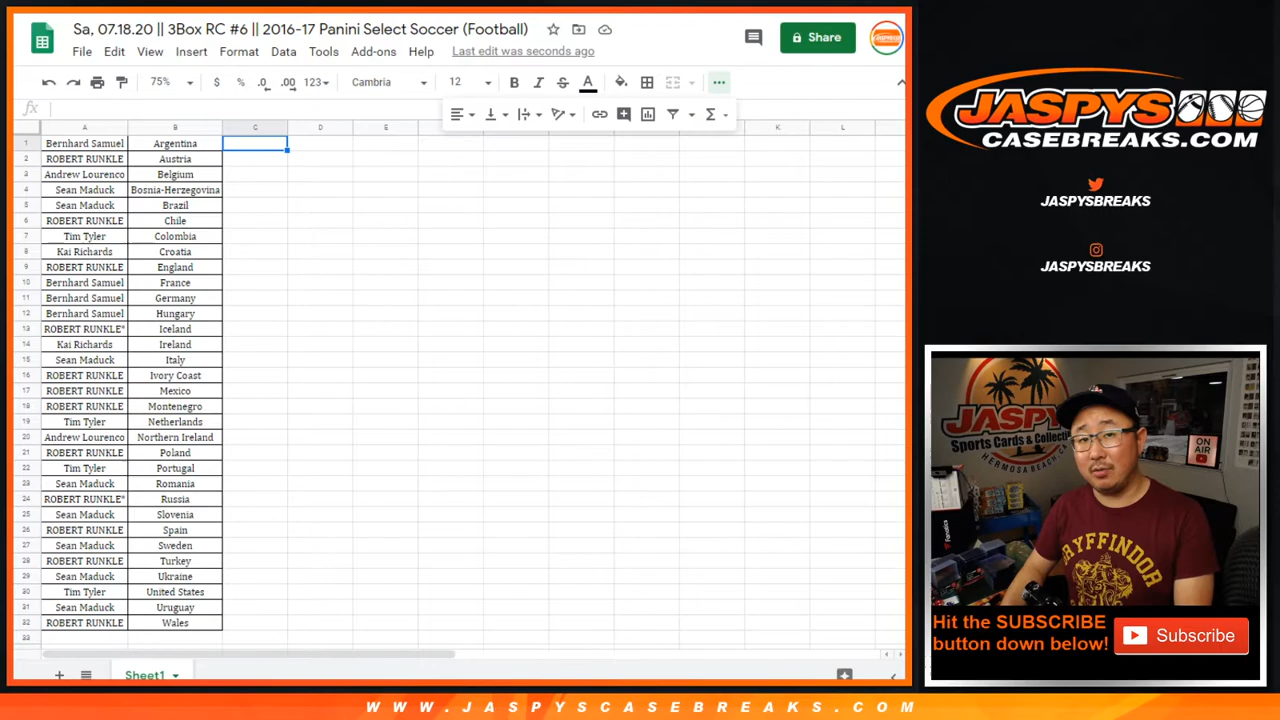 Sa, 07.18.20 || 3Box RC #6 || 2016-17 Panini Select Soccer (Football)
File Edit View Insert Format Data Tools Add-ons Help Last edit was seconds ago
Share
75% $ % .0 .00 123 Cambria 12 B I S A
fx
A B C D E K L
1 Bernhard Samuel Argentina
2 ROBERT RUNKLE Austria
3 Andrew Lourenco Belgium
4 Sean Maduck Bosnia-Herzegovina
5 Sean Maduck Brazil
6 ROBERT RUNKLE Chile
7 Tim Tyler Colombia
8 Kai Richards Croatia
9 ROBERT RUNKLE England
10 Bernhard Samuel France
11 Bernhard Samuel Germany
12 Bernhard Samuel Hungary
13 ROBERT RUNKLE* Iceland
14 Kai Richards Ireland
15 Sean Maduck Italy
16 ROBERT RUNKLE Ivory Coast
17 ROBERT RUNKLE Mexico
18 ROBERT RUNKLE Montenegro
19 Tim Tyler Netherlands
20 Andrew Lourenco Northern Ireland
21 ROBERT RUNKLE Poland
22 Tim Tyler Portugal
23 Sean Maduck Romania
24 ROBERT RUNKLE* Russia
25 Sean Maduck Slovenia
26 ROBERT RUNKLE Spain
27 Sean Maduck Sweden
28 ROBERT RUNKLE Turkey
29 Sean Maduck Ukraine
30 Tim Tyler United States
31 Sean Maduck Uruguay
32 ROBERT RUNKLE Wales
33
Sheet1
JASPYS
CASEBREAKS.COM
JASPYSBREAKS
JASPYSBREAKS
JASPYS
Sports Cards & Collecti
HERMOSA BEACH, CA
ON
AIR
Fanatics
GRYFFINDOR
Hit the SUBSCRIBE
button down below!
Subscribe
WWW.JASPYSCASEBREAKS.COM